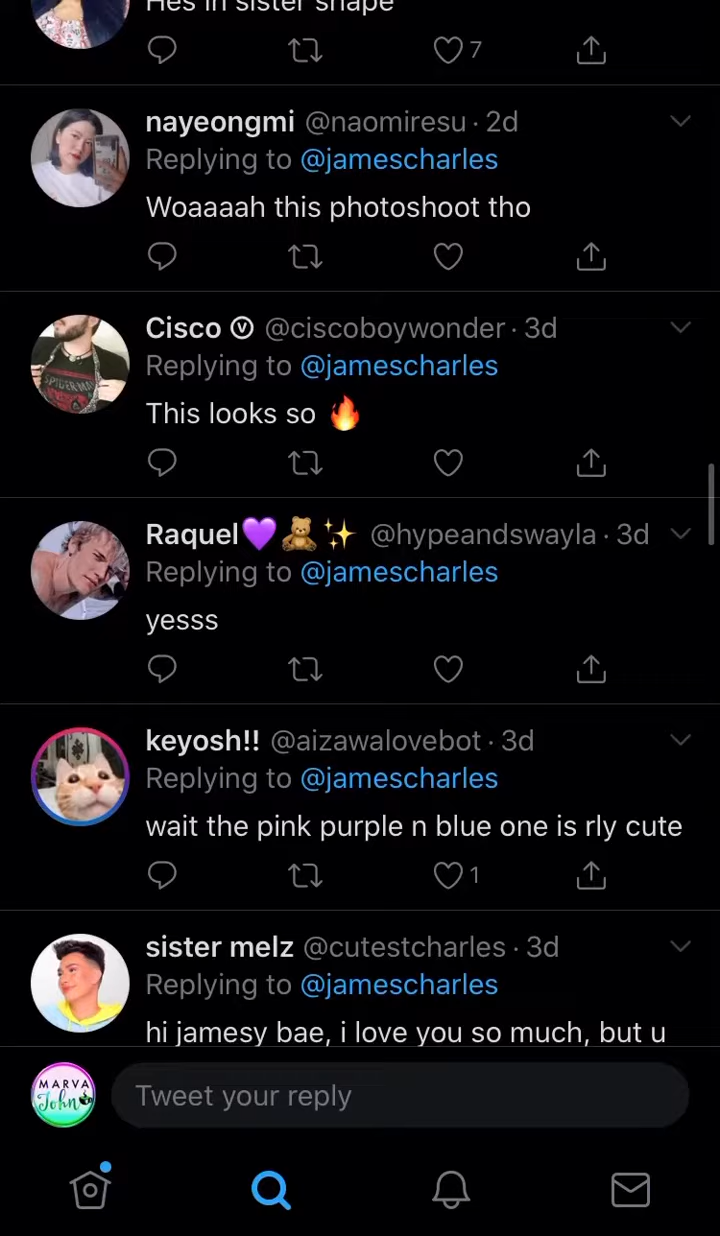 Hes in sister shape
7
nayeongmi @naomiresu · 2d
Replying to @jamescharles
Woaaaah this photoshoot tho
Cisco Ⓥ @ciscoboywonder · 3d
Replying to @jamescharles
This looks so 🔥
SPIDER-MAN
Raquel💜🧸✨ @hypeandswayla · 3d
Replying to @jamescharles
yesss
keyosh!! @aizawalovebot · 3d
Replying to @jamescharles
wait the pink purple n blue one is rly cute
1
sister melz @cutestcharles · 3d
Replying to @jamescharles
hi jamesy bae, i love you so much, but u
MARVA
John
Tweet your reply